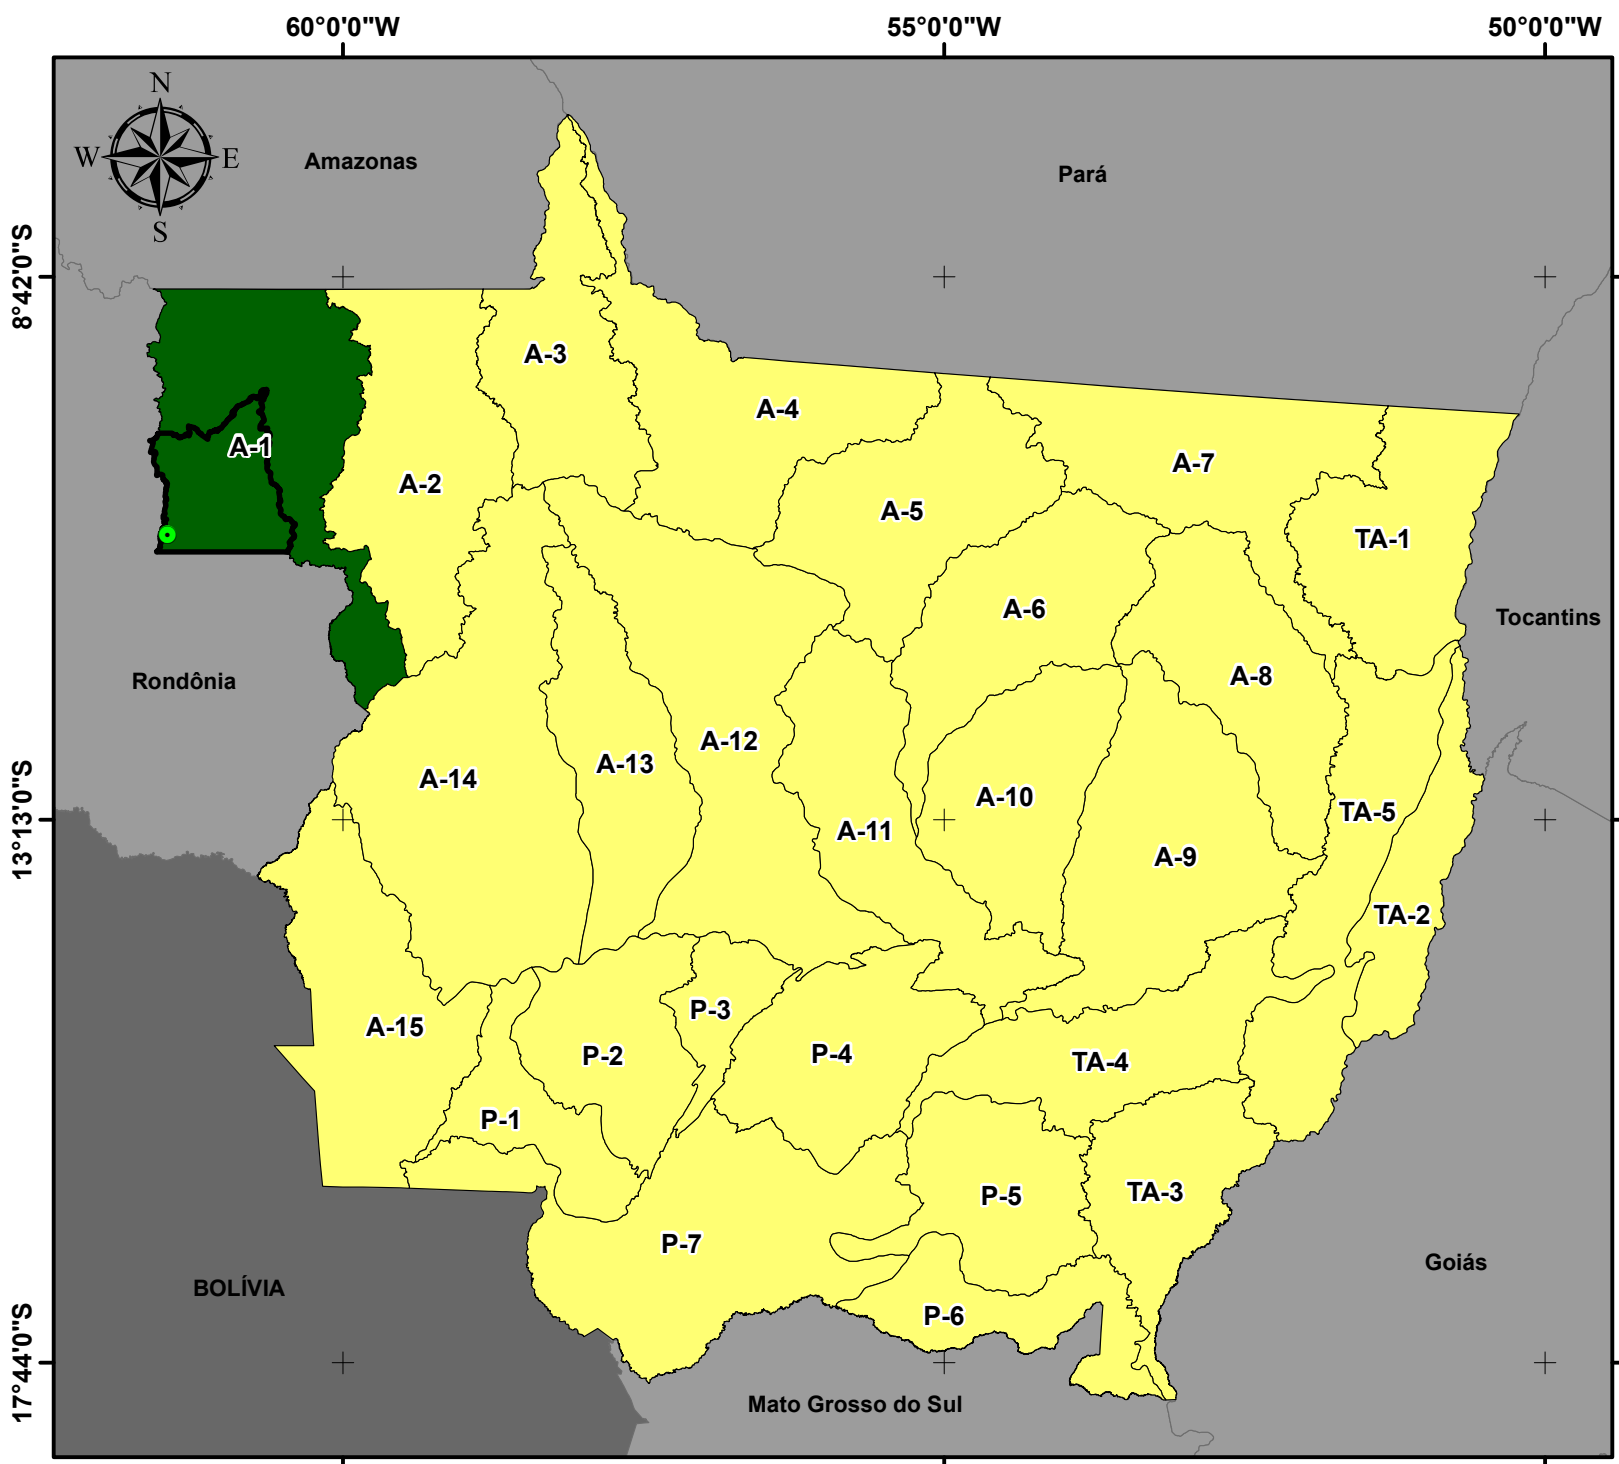 60°0'0"W
55°0'0"W
50°0'0"W
N
W
E
S
Amazonas
Pará
8°42'0"S
A-3
A-4
A-1
A-7
A-2
A-5
TA-1
A-6
Tocantins
Rondônia
A-8
A-12
A-13
A-14
A-10
13°13'0"S
TA-5
A-11
A-9
TA-2
P-3
A-15
P-2
P-4
TA-4
P-1
P-5
TA-3
P-7
Goiás
BOLÍVIA
P-6
17°44'0"S
Mato Grosso do Sul